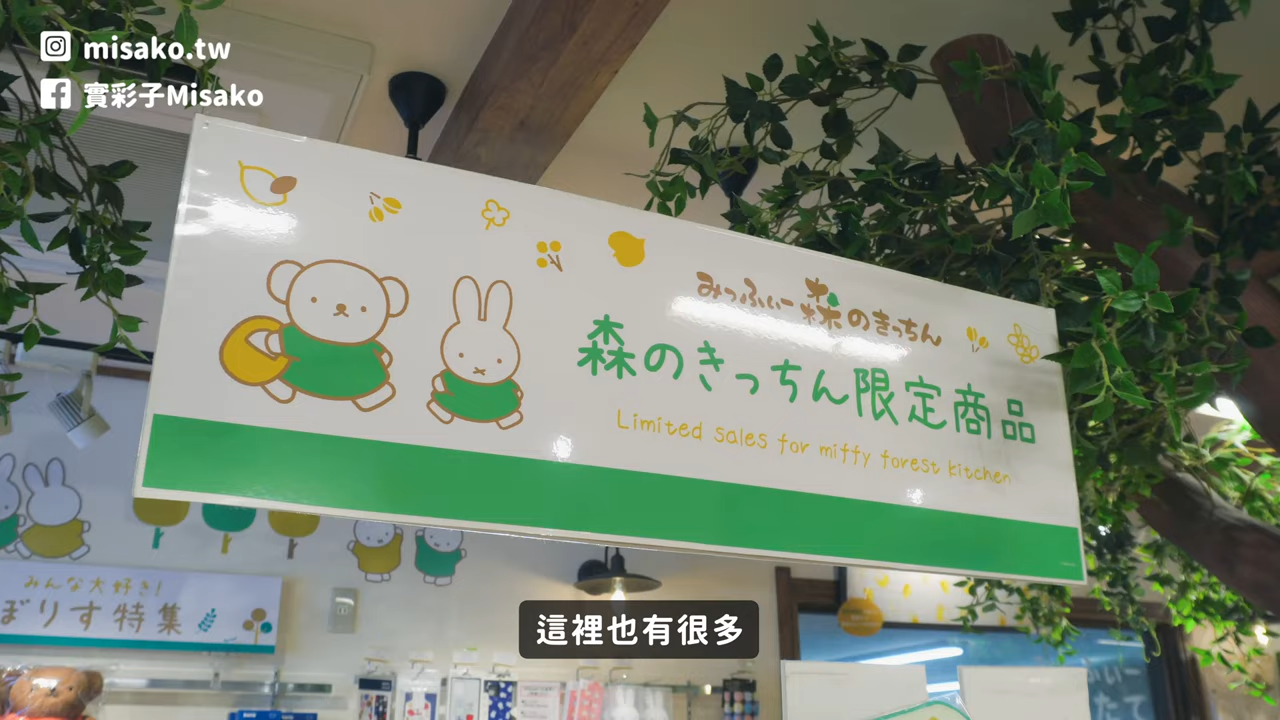 misako.tw
實彩子Misako
みっふぃー森のきっちん
森のきっちん限定商品
Limited sales for miffy forest kitchen
みんな大好き!
ぼりす特集
這裡也有很多